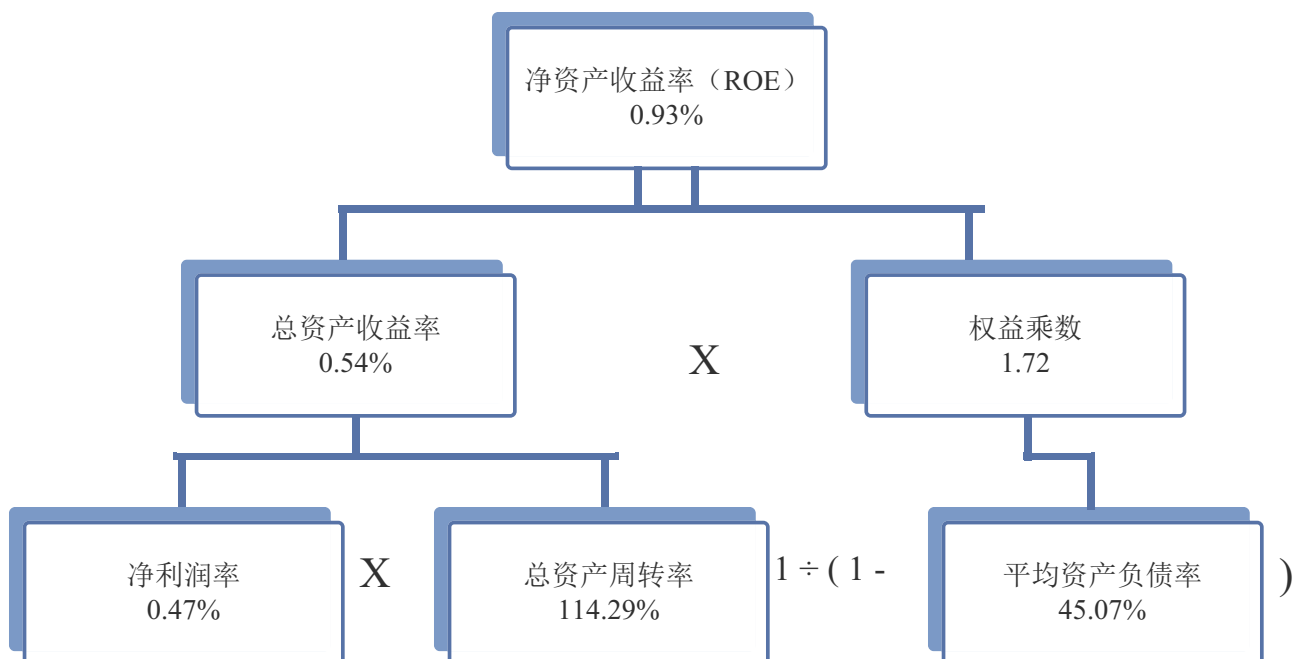 净资产收益率（ROE）
0.93%
总资产收益率
0.54%
X
权益乘数
1.72
净利润率
0.47%
X
总资产周转率
114.29%
1 ÷ ( 1 -
平均资产负债率
45.07%
)